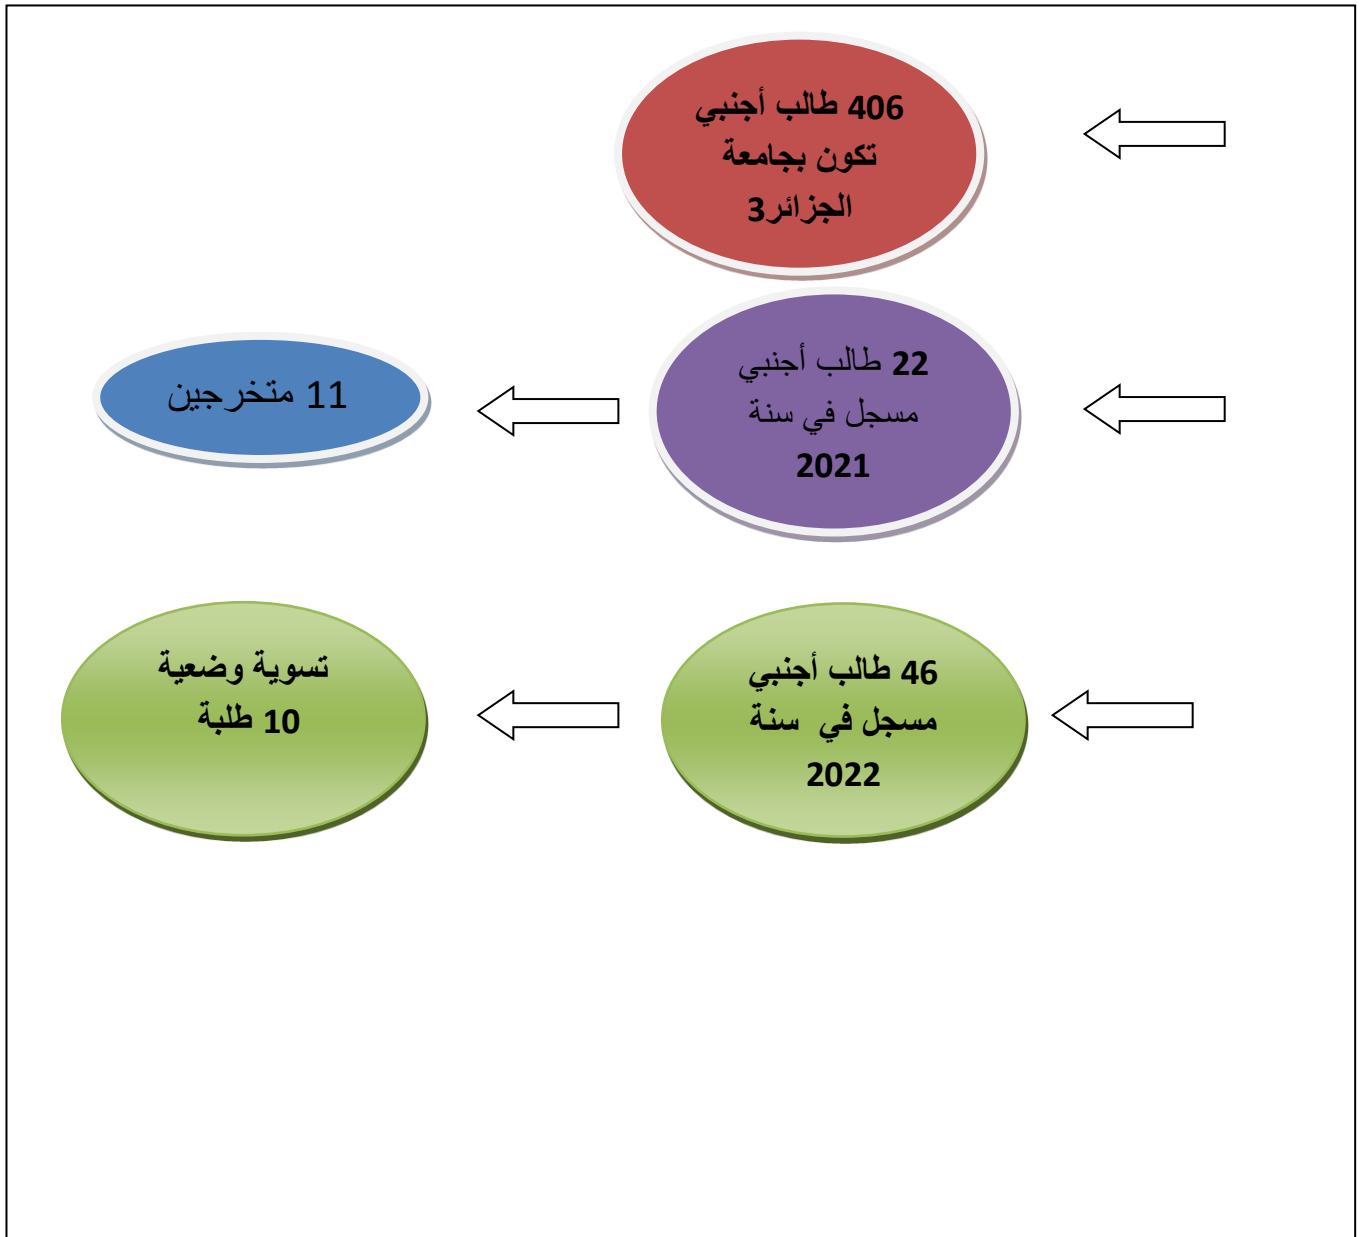 406 طالب أجنبي
تكون بجامعة
الجزائر3
22 طالب أجنبي
مسجل في سنة
2021
11 متخرجين
46 طالب أجنبي
مسجل في سنة
2022
تسوية وضعية
10 طلبة